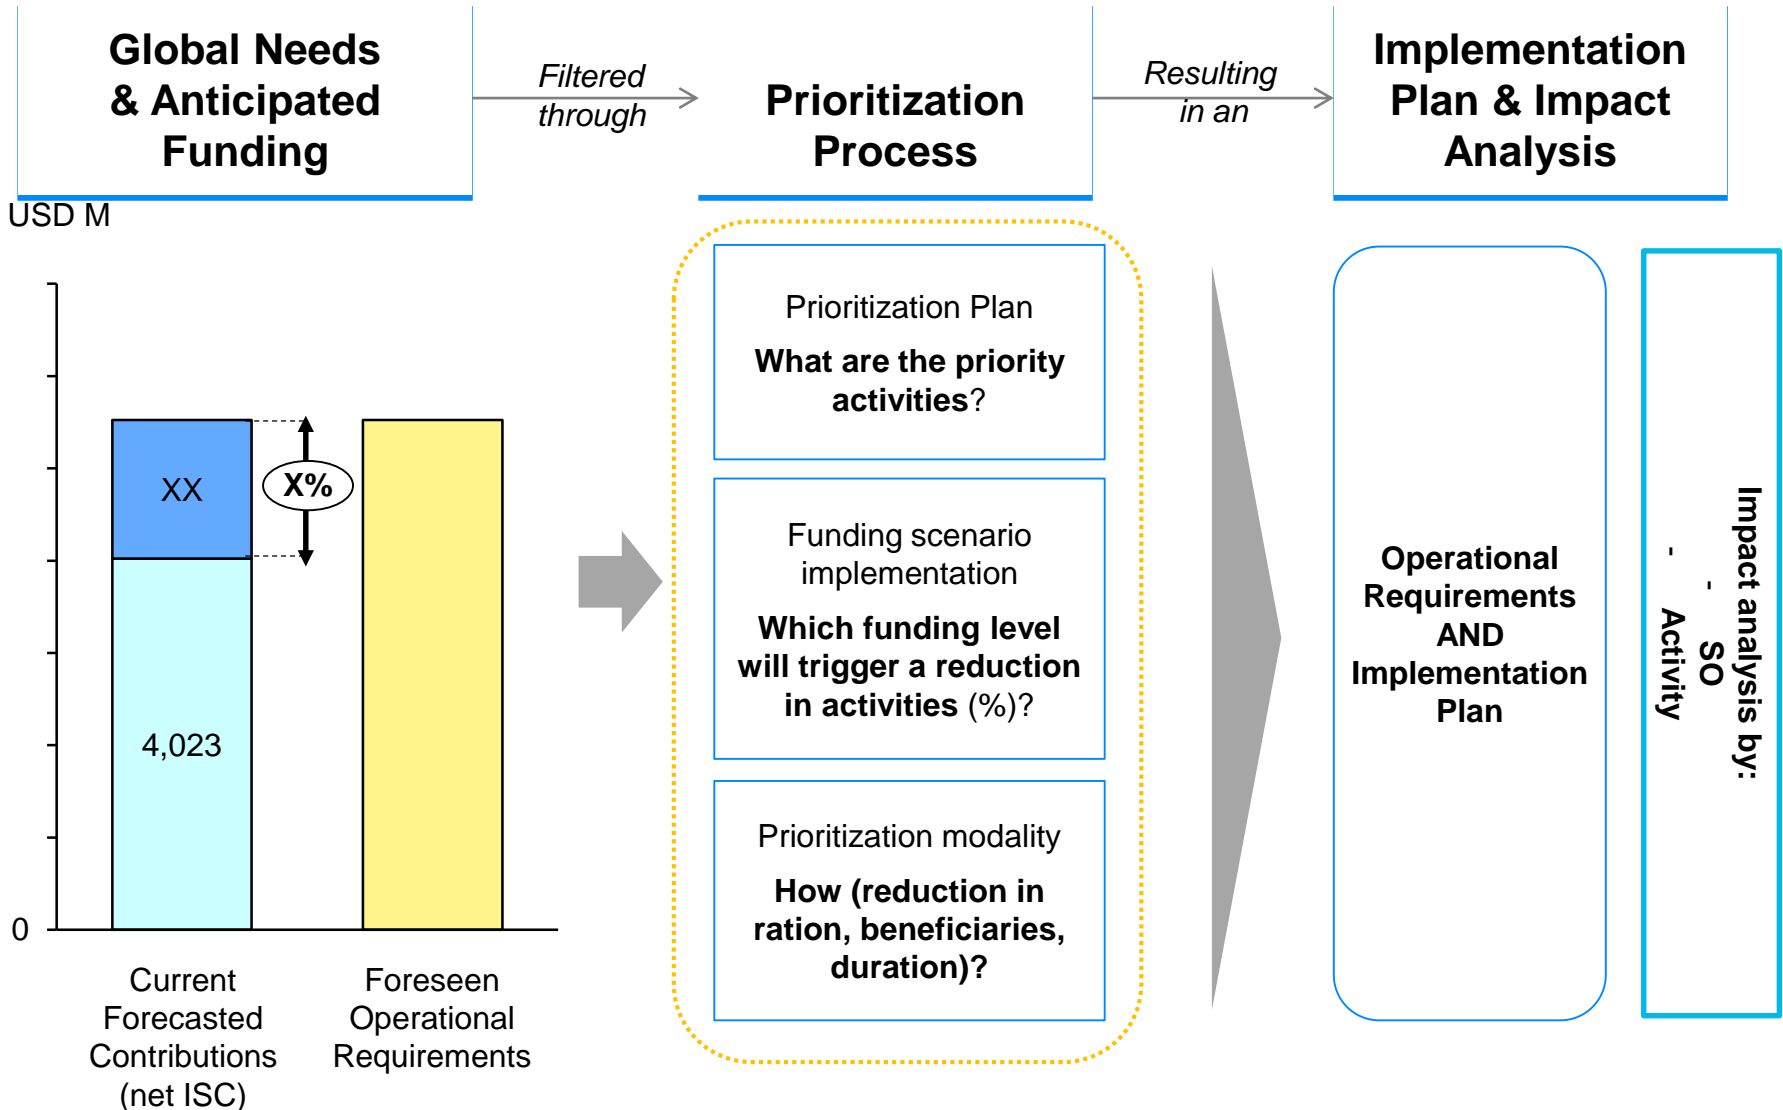 Global Needs
& Anticipated
Funding
Filtered
through
Prioritization
Process
Resulting
in an
Implementation
Plan & Impact
Analysis
USD M
XX
X%
4,023
0
Current
Forecasted
Contributions
(net ISC)
Foreseen
Operational
Requirements
Prioritization Plan
What are the priority
activities?
Funding scenario
implementation
Which funding level
will trigger a reduction
in activities (%)?
Prioritization modality
How (reduction in
ration, beneficiaries,
duration)?
Operational
Requirements
AND
Implementation
Plan
Impact analysis by:
- SO
- Activity